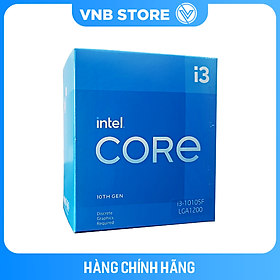 VNB STORE
i3
intel
CORE
10TH GEN
i3-10105F
LGA1200
Discrete
Graphics
Required
HÀNG CHÍNH HÃNG